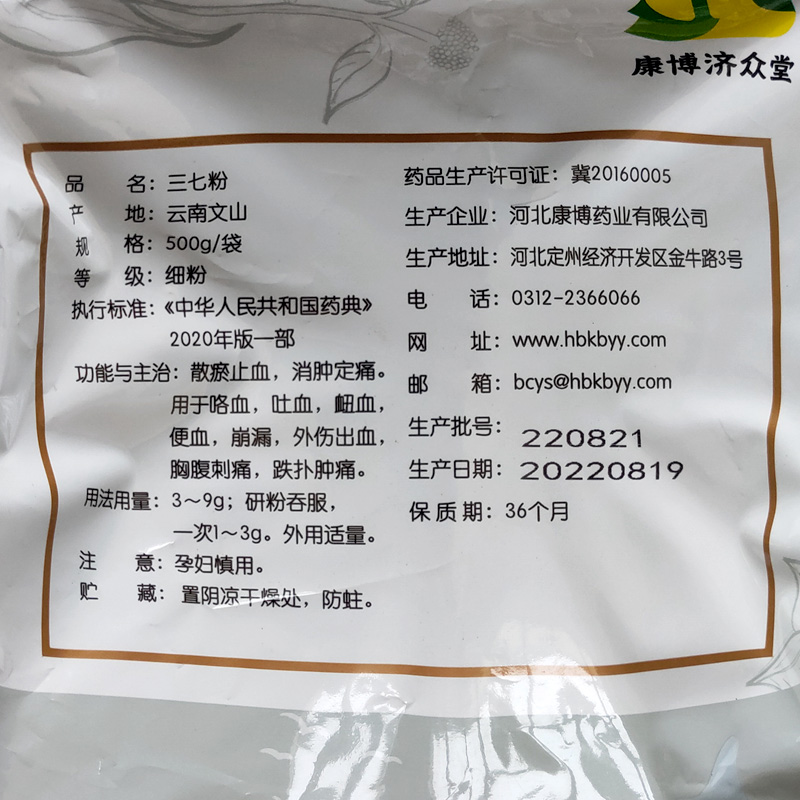 康博济众堂
品 名：三七粉
产 地：云南文山
规 格：500g/袋
等 级：细粉
执行标准：《中华人民共和国药典》
2020年版一部
功能与主治：散瘀止血，消肿定痛。
用于咯血，吐血，衄血，
便血，崩漏，外伤出血，
胸腹刺痛，跌扑肿痛。
用法用量：3～9g；研粉吞服，
一次1～3g。外用适量。
注 意：孕妇慎用。
贮 藏：置阴凉干燥处，防蛀。
药品生产许可证：冀20160005
生产企业：河北康博药业有限公司
生产地址：河北定州经济开发区金牛路3号
电 话：0312-2366066
网 址：www.hbkbyy.com
邮 箱：bcys@hbkbyy.com
生产批号：220821
生产日期：20220819
保质期：36个月